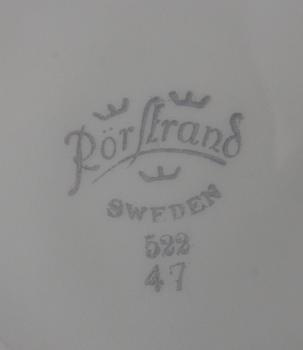 Rörstrand
SWEDEN
522
47